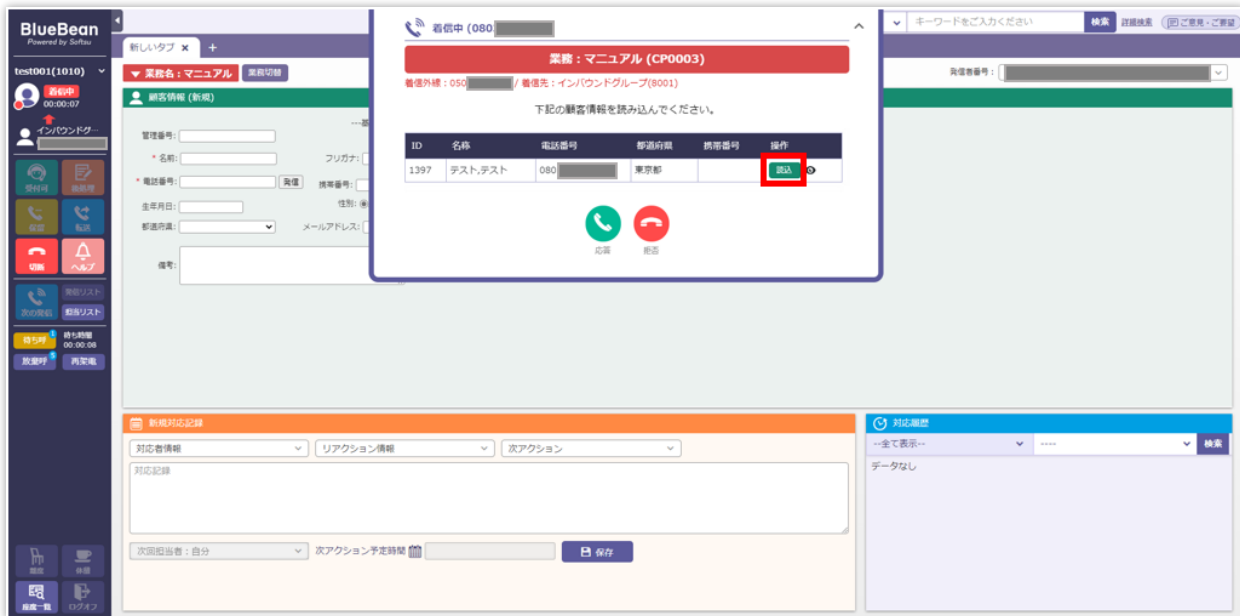 BlueBean
Powered by Softsu
test001(1010)
着信中
00:00:07
インバウンドグ…
受付可
後処理
保留
転送
切断
ヘルプ
次の発信
発信リスト
担当リスト
待ち呼 1
待ち時間
00:00:08
放棄呼 5
再架電
離席
休憩
座席一覧
ログオフ
新しいタブ × +
▼ 業務名：マニュアル
業務切替
顧客情報 (新規)
管理番号:
* 名前:
フリガナ:
* 電話番号:
発信
携帯番号:
生年月日:
性別:
都道府県:
メールアドレス:
備考:
着信中 (080
業務：マニュアル (CP0003)
着信外線：050 / 着信先：インバウンドグループ(8001)
下記の顧客情報を読み込んでください。
ID 名称 電話番号 都道府県 携帯番号 操作
1397 テスト,テスト 080 東京都 読込
応答
拒否
キーワードをご入力ください
検索
詳細検索
ご意見・ご要望
発信者番号：
新規対応記録
対応者情報
リアクション情報
次アクション
対応記録
次回担当者：自分
次アクション予定時間
保存
対応履歴
--全て表示--
----
検索
データなし